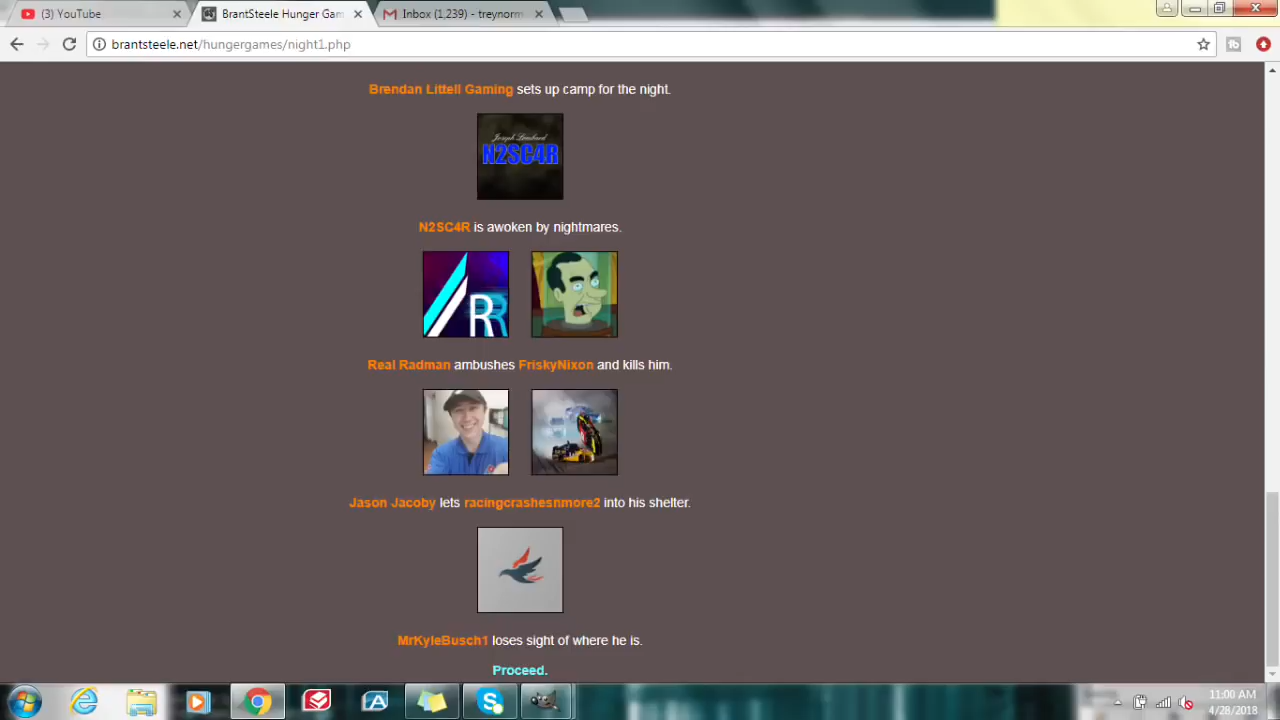 (3) YouTube
BrantSteele Hunger Gam
Inbox (1,239) - treynorm
brantsteele.net/hungergames/night1.php
Brendan Littell Gaming sets up camp for the night.
Joseph Lombard
N2SC4R
N2SC4R is awoken by nightmares.
R
Real Radman ambushes FriskyNixon and kills him.
Jason Jacoby lets racingcrashesnmore2 into his shelter.
MrKyleBusch1 loses sight of where he is.
Proceed.
11:00 AM
4/28/2018